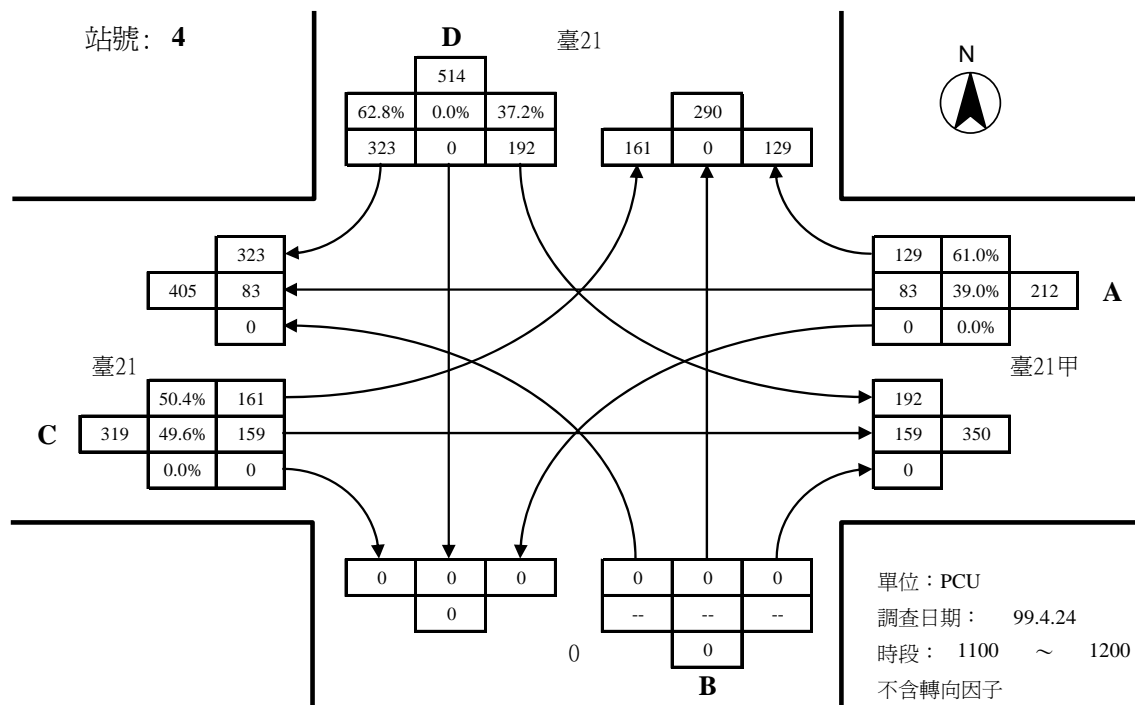 站號: 4
D
臺21
N
514
62.8% 0.0% 37.2%
323 0 192
290
161 0 129
323
405 83
0
129 61.0%
83 39.0% 212
0 0.0%
A
臺21
臺21甲
50.4% 161
C 319 49.6% 159
0.0% 0
192
159 350
0
0 0 0
0
0 0 0
-- -- --
0
0
B
單位：PCU
調查日期： 99.4.24
時段： 1100 ～ 1200
不含轉向因子